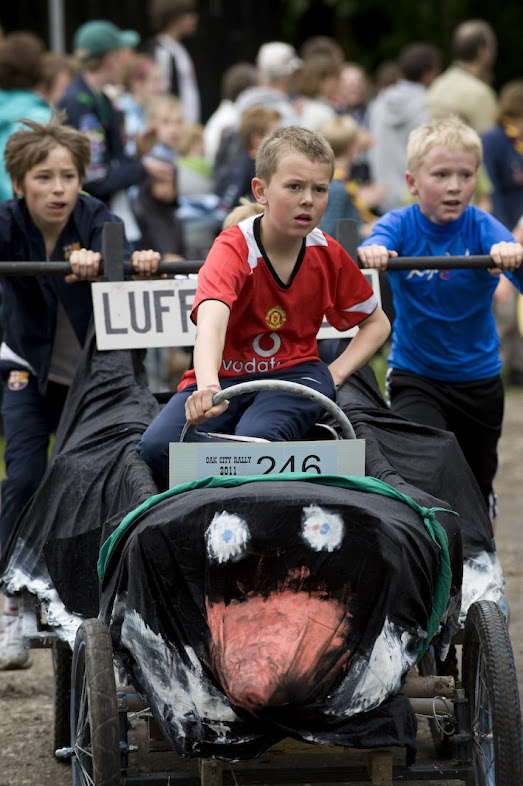 LUFF
vodafone
OAK CITY RALLY
2011
246